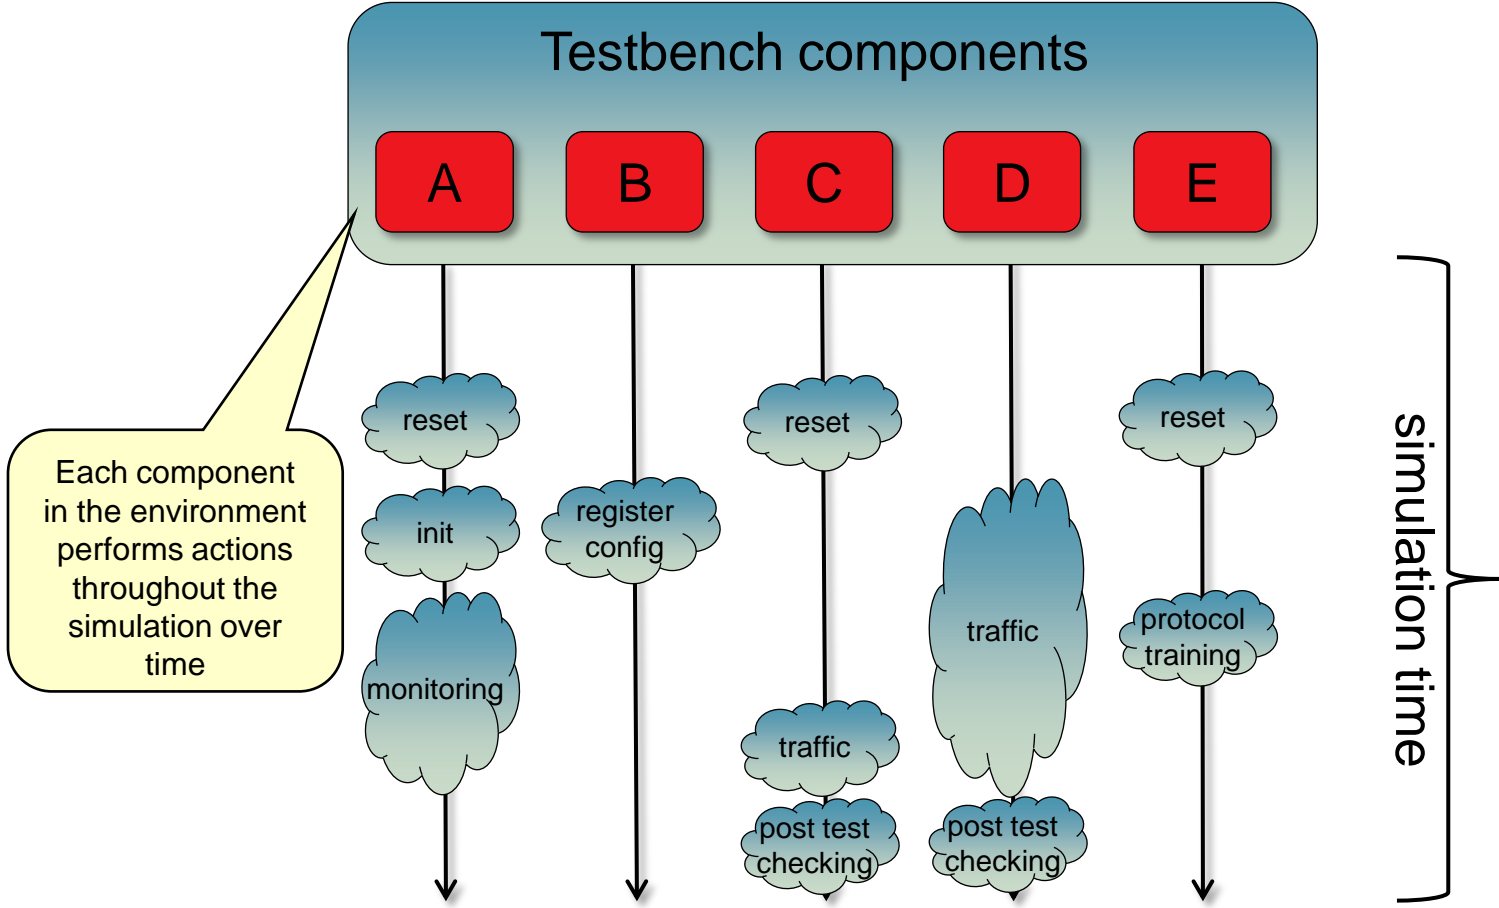 Testbench components
A B C D E
Each component
in the environment
performs actions
throughout the
simulation over
time
reset
init
monitoring
register
config
reset
traffic
post test
checking
traffic
post test
checking
reset
protocol
training
simulation time